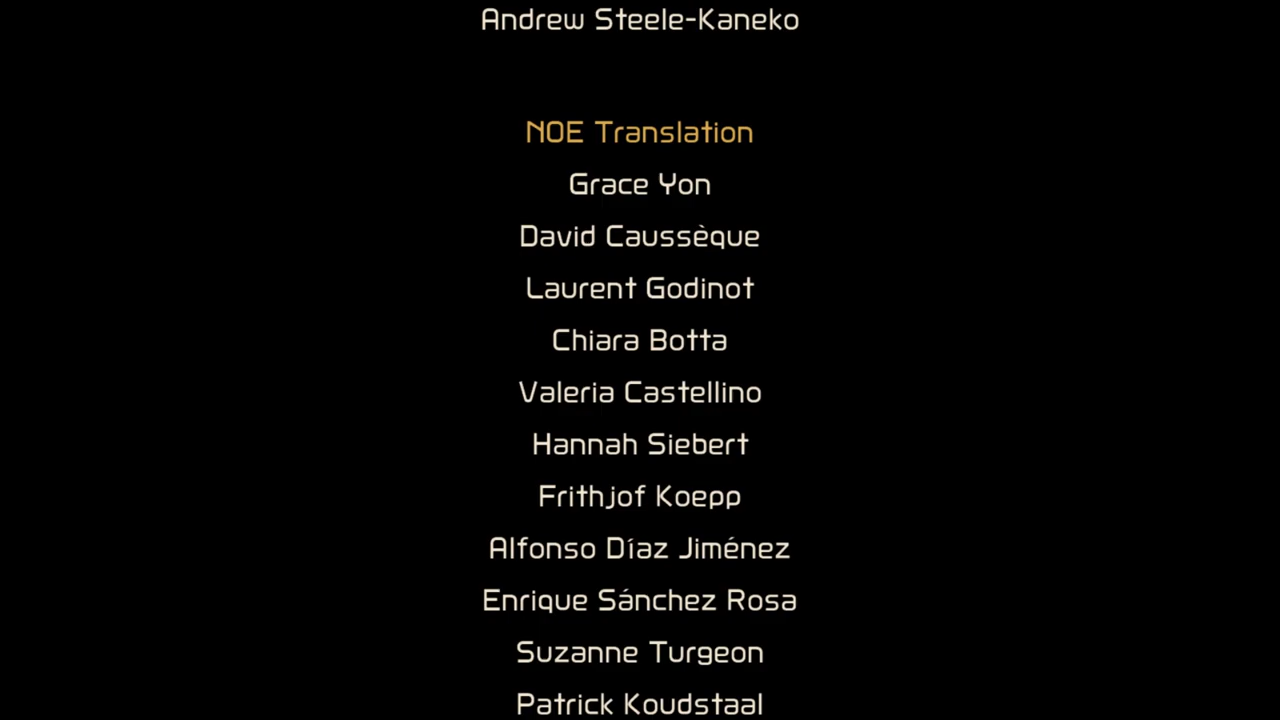 Andrew Steele-Kaneko
NOE Translation
Grace Yon
David Caussèque
Laurent Godinot
Chiara Botta
Valeria Castellino
Hannah Siebert
Frithjof Koepp
Alfonso Díaz Jiménez
Enrique Sánchez Rosa
Suzanne Turgeon
Patrick Koudstaal